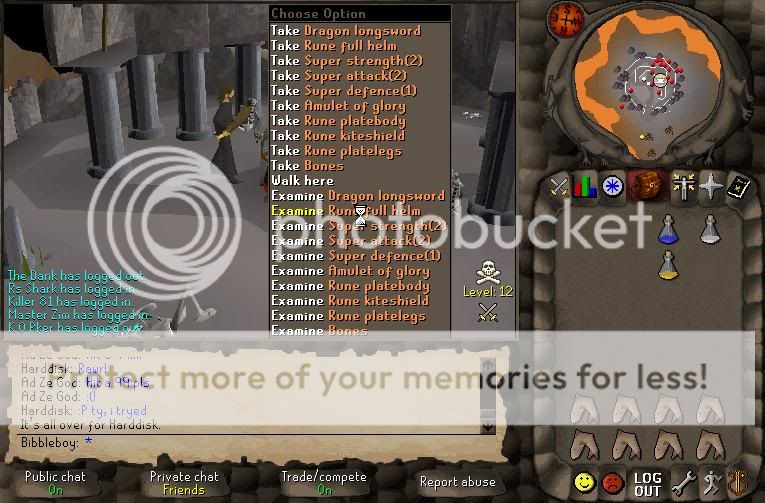 Choose Option
Take Dragon longsword
Take Rune full helm
Take Super strength(2)
Take Super attack(2)
Take Super defence(1)
Take Amulet of glory
Take Rune platebody
Take Rune kiteshield
Take Rune platelegs
Take Bones
Walk here
Examine Dragon longsword
Examine Rune full helm
Examine Super strength(2)
Examine Super attack(2)
Examine Super defence(1)
Examine Amulet of glory
Examine Rune platebody
Examine Rune kiteshield
Examine Rune platelegs
Examine Bones
Level: 12
The Dank has logged out.
Rs Shark has logged in.
Killer 81 has logged in.
Master Zim has logged in.
K O Pker has logged out.
Ad Ze God:
Harddisk: Rawr!
Ad Ze God: hit a 99 pls
Ad Ze God: :(!
Harddisk: :P ty, i tryed
It's all over for Harddisk.
Bibbleboy: *
Public chat
On
Private chat
Friends
Trade/compete
On
Report abuse
LOG
OUT
photobucket
Protect more of your memories for less!